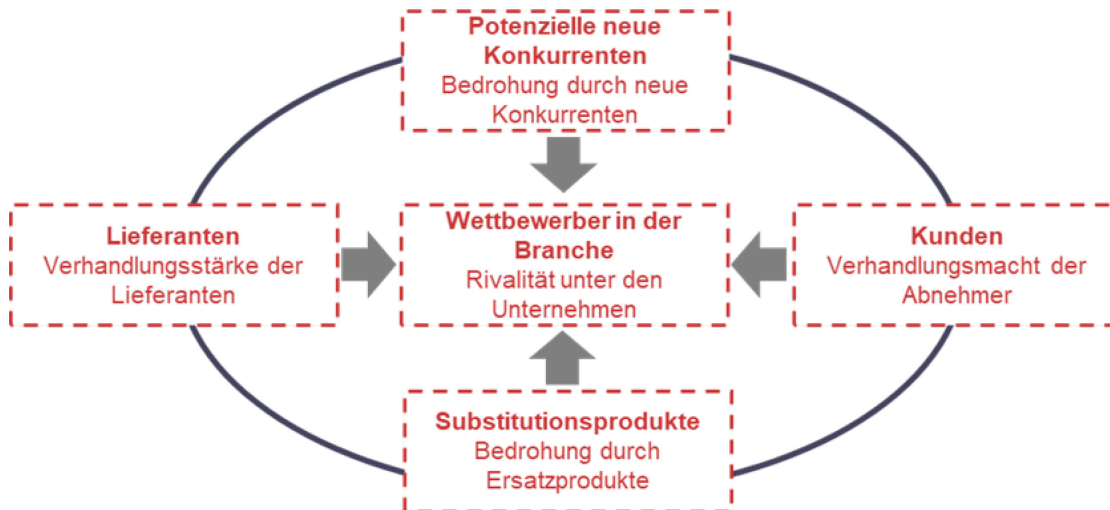 Potenzielle neue
Konkurrenten
Bedrohung durch neue
Konkurrenten
Lieferanten
Verhandlungsstärke der
Lieferanten
Wettbewerber in der
Branche
Rivalität unter den
Unternehmen
Kunden
Verhandlungsmacht der
Abnehmer
Substitutionsprodukte
Bedrohung durch
Ersatzprodukte